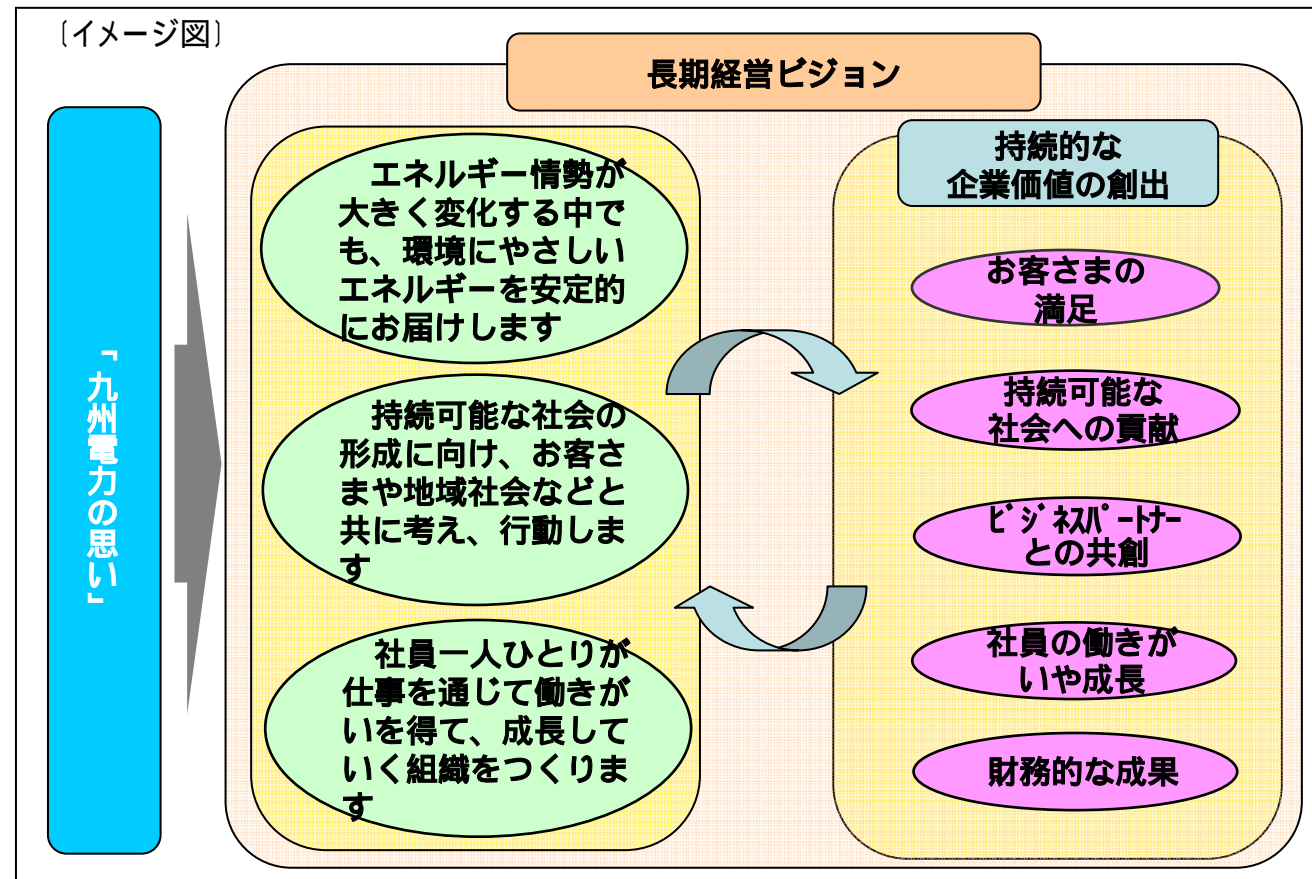 〔イメージ図〕
長期経営ビジョン
「九州電力の思い」
エネルギー情勢が
大きく変化する中で
も、環境にやさしい
エネルギーを安定的
にお届けします
持続可能な社会の
形成に向け、お客さ
まや地域社会などと
共に考え、行動しま
す
社員一人ひとりが
仕事を通じて働きが
いを得て、成長して
いく組織をつくりま
す
持続的な
企業価値の創出
お客さまの
満足
持続可能な
社会への貢献
ﾋﾞｼﾞﾈｽﾊﾟｰﾄﾅｰ
との共創
社員の働きが
いや成長
財務的な成果